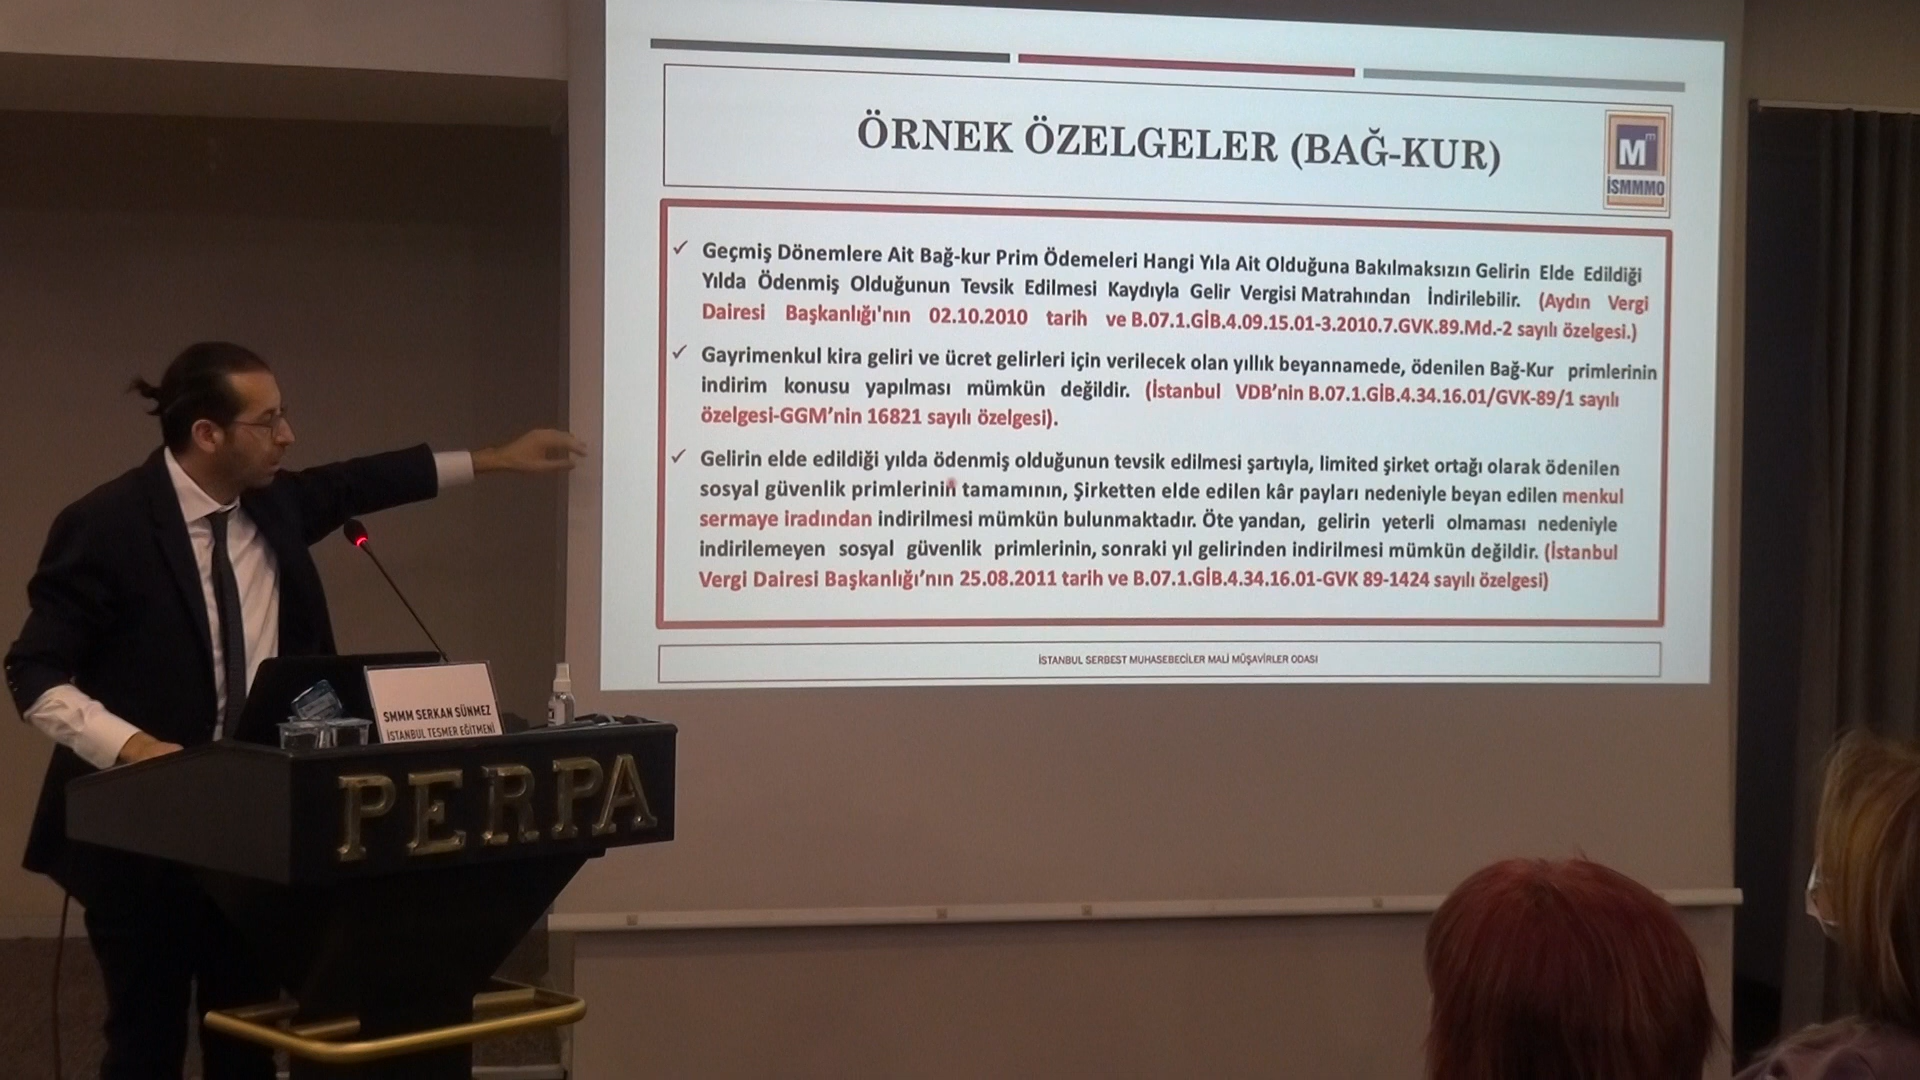 ÖRNEK ÖZELGELER (BAĞ-KUR)
Mm
İSMMMO
✓ Geçmiş Dönemlere Ait Bağ-kur Prim Ödemeleri Hangi Yıla Ait Olduğuna Bakılmaksızın Gelirin Elde Edildiği
Yılda Ödenmiş Olduğunun Tevsik Edilmesi Kaydıyla Gelir Vergisi Matrahından İndirilebilir. (Aydın Vergi
Dairesi Başkanlığı'nın 02.10.2010 tarih ve B.07.1.GİB.4.09.15.01-3.2010.7.GVK.89.Md.-2 sayılı özelgesi.)
✓ Gayrimenkul kira geliri ve ücret gelirleri için verilecek olan yıllık beyannamede, ödenilen Bağ-Kur primlerinin
indirim konusu yapılması mümkün değildir. (İstanbul VDB’nin B.07.1.GİB.4.34.16.01/GVK-89/1 sayılı
özelgesi-GGM’nin 16821 sayılı özelgesi).
✓ Gelirin elde edildiği yılda ödenmiş olduğunun tevsik edilmesi şartıyla, limited şirket ortağı olarak ödenilen
sosyal güvenlik primlerinin tamamının, Şirketten elde edilen kâr payları nedeniyle beyan edilen menkul
sermaye iradından indirilmesi mümkün bulunmaktadır. Öte yandan, gelirin yeterli olmaması nedeniyle
indirilemeyen sosyal güvenlik primlerinin, sonraki yıl gelirinden indirilmesi mümkün değildir. (İstanbul
Vergi Dairesi Başkanlığı’nın 25.08.2011 tarih ve B.07.1.GİB.4.34.16.01-GVK 89-1424 sayılı özelgesi)
İSTANBUL SERBEST MUHASEBECİLER MALİ MÜŞAVİRLER ODASI
SMMM SERKAN SÜNMEZ
İSTANBUL TESMER EĞİTMENİ
PERPA